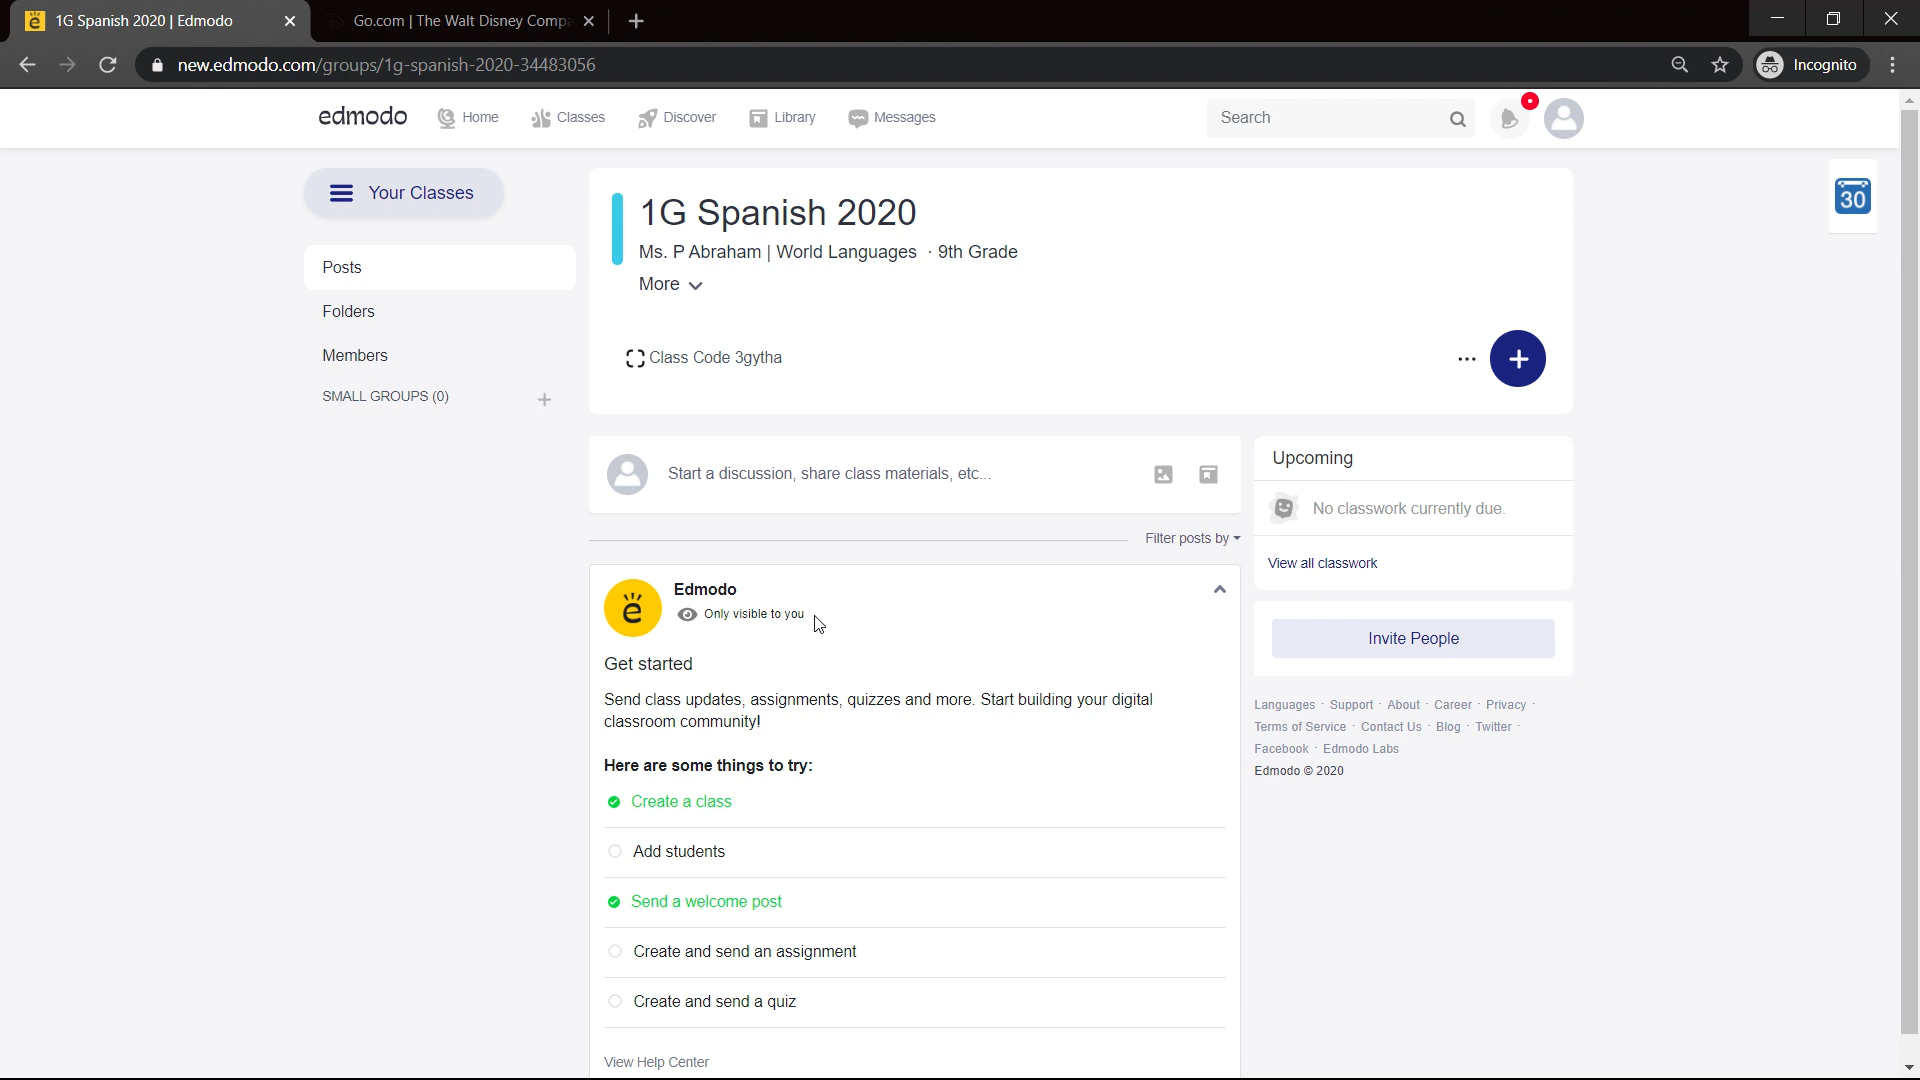 1G Spanish 2020 | Edmodo
Go.com | The Walt Disney Compa
new.edmodo.com/groups/1g-spanish-2020-34483056
Incognito
edmodo
Home
Classes
Discover
Library
Messages
Search
Your Classes
Posts
Folders
Members
SMALL GROUPS (0)
1G Spanish 2020
Ms. P Abraham | World Languages · 9th Grade
More
Class Code 3gytha
30
Start a discussion, share class materials, etc...
Filter posts by
Edmodo
Only visible to you
Get started
Send class updates, assignments, quizzes and more. Start building your digital
classroom community!
Here are some things to try:
Create a class
Add students
Send a welcome post
Create and send an assignment
Create and send a quiz
View Help Center
Upcoming
No classwork currently due.
View all classwork
Invite People
Languages · Support · About · Career · Privacy ·
Terms of Service · Contact Us · Blog · Twitter ·
Facebook · Edmodo Labs
Edmodo © 2020